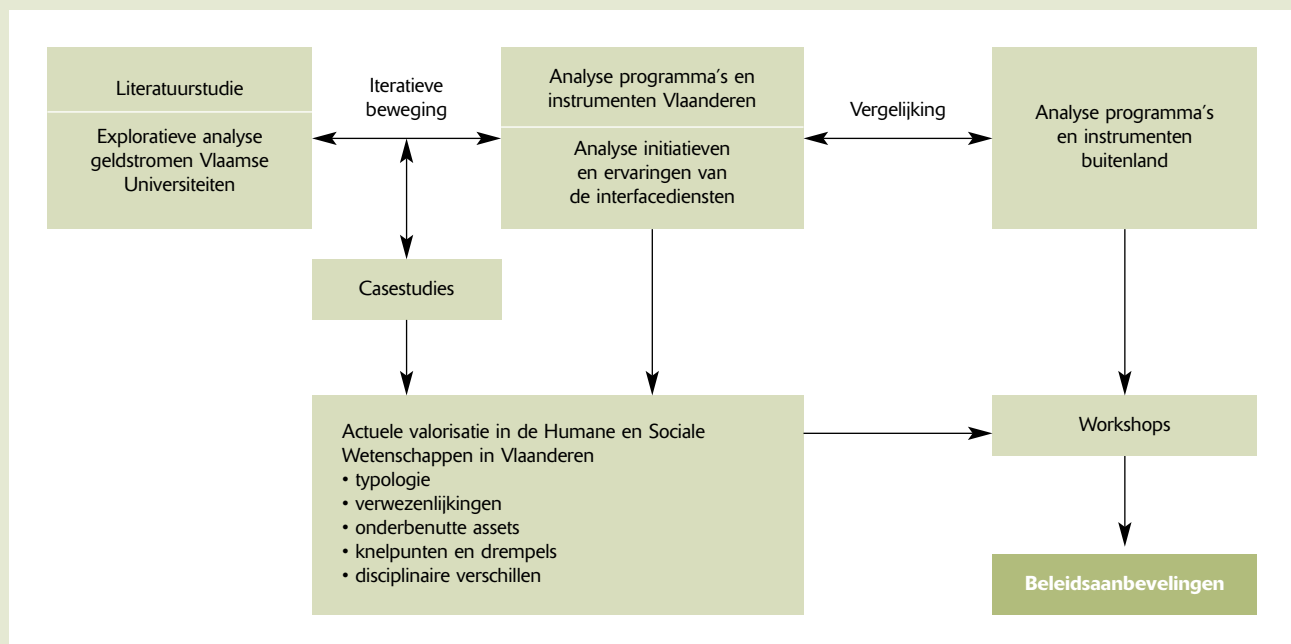 Literatuurstudie
Exploratieve analyse
geldstromen Vlaamse
Universiteiten
Iteratieve
beweging
Analyse programma's en
instrumenten Vlaanderen
Analyse initiatieven
en ervaringen van
de interfacediensten
Vergelijking
Analyse programma's
en instrumenten
buitenland
Casestudies
Actuele valorisatie in de Humane en Sociale
Wetenschappen in Vlaanderen
• typologie
• verwezenlijkingen
• onderbenutte assets
• knelpunten en drempels
• disciplinaire verschillen
Workshops
Beleidsaanbevelingen